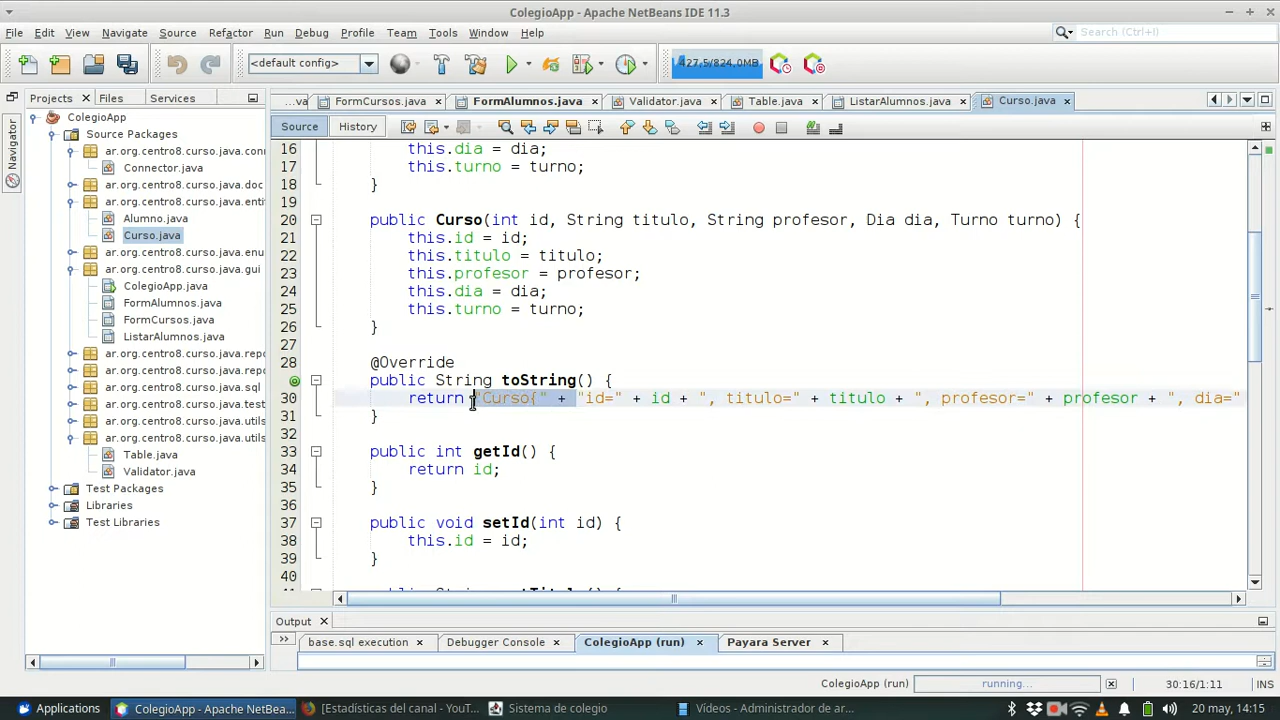 ColegioApp - Apache NetBeans IDE 11.3
File Edit View Navigate Source Refactor Run Debug Profile Team Tools Window Help
Search (Ctrl+I)
<default config>
427,5/824,0MB
Projects Files Services
...va FormCursos.java FormAlumnos.java Validator.java Table.java ListarAlumnos.java Curso.java
Navigator
Source History
ColegioApp
Source Packages
ar.org.centro8.curso.java.con
Connector.java
ar.org.centro8.curso.java.doc
ar.org.centro8.curso.java.enti
Alumno.java
Curso.java
ar.org.centro8.curso.java.enu
ar.org.centro8.curso.java.gui
ColegioApp.java
FormAlumnos.java
FormCursos.java
ListarAlumnos.java
ar.org.centro8.curso.java.repo
ar.org.centro8.curso.java.repo
ar.org.centro8.curso.java.sql
ar.org.centro8.curso.java.test
ar.org.centro8.curso.java.utils
ar.org.centro8.curso.java.utils
Table.java
Validator.java
Test Packages
Libraries
Test Libraries
16 this.dia = dia;
17 this.turno = turno;
18 }
19
20 public Curso(int id, String titulo, String profesor, Dia dia, Turno turno) {
21 this.id = id;
22 this.titulo = titulo;
23 this.profesor = profesor;
24 this.dia = dia;
25 this.turno = turno;
26 }
27
28 @Override
29 public String toString() {
30 return "Curso{" + "id=" + id + ", titulo=" + titulo + ", profesor=" + profesor + ", dia="
31 }
32
33 public int getId() {
34 return id;
35 }
36
37 public void setId(int id) {
38 this.id = id;
39 }
40
Output
base.sql execution Debugger Console ColegioApp (run) Payara Server
ColegioApp (run) running... 30:16/1:11 INS
Applications ColegioApp - Apache NetBea... [Estadísticas del canal - YouT... Sistema de colegio Vídeos - Administrador de ar... 20 may, 14:15